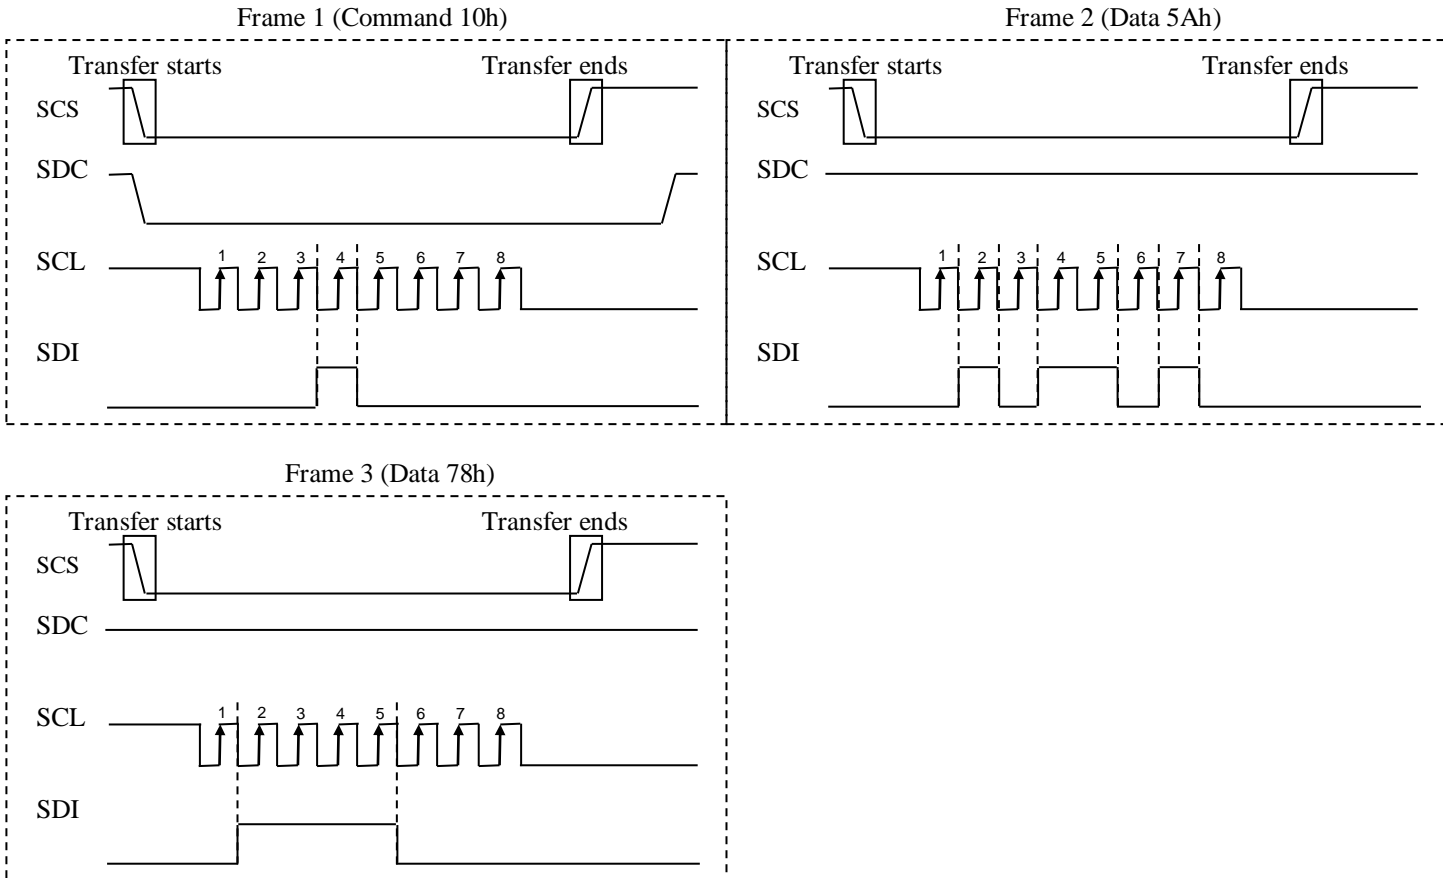 Frame 1 (Command 10h)
Transfer starts Transfer ends
SCS
SDC
SCL 1 2 3 4 5 6 7 8
SDI
Frame 2 (Data 5Ah)
Transfer starts Transfer ends
SCS
SDC
SCL 1 2 3 4 5 6 7 8
SDI
Frame 3 (Data 78h)
Transfer starts Transfer ends
SCS
SDC
SCL 1 2 3 4 5 6 7 8
SDI